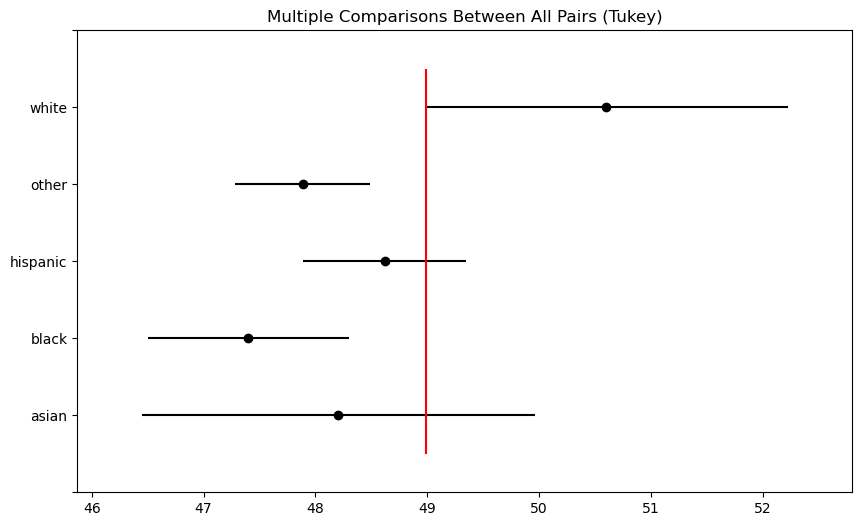 Multiple Comparisons Between All Pairs (Tukey)
white
other
hispanic
black
asian
46 47 48 49 50 51 52